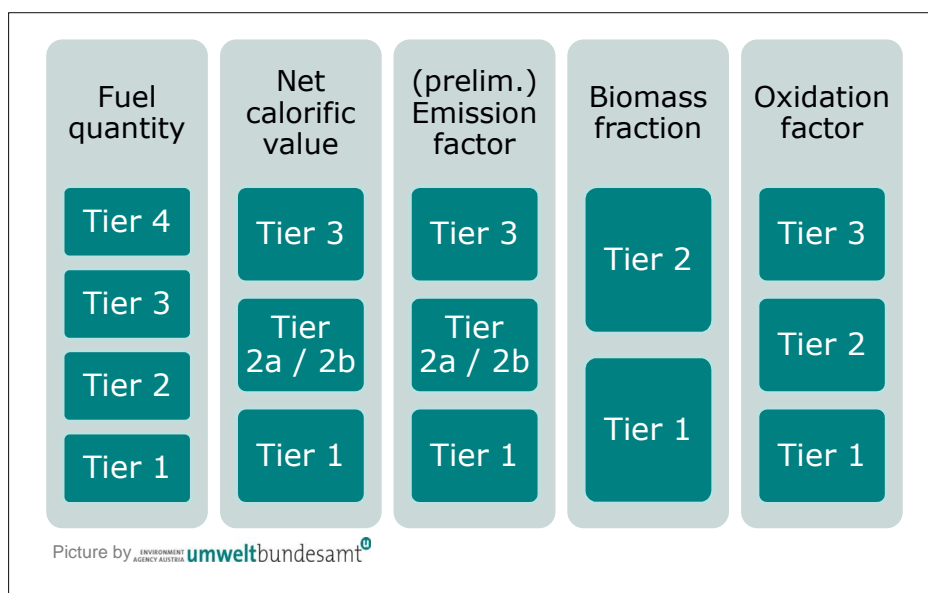 Fuel
quantity
Tier 4
Tier 3
Tier 2
Tier 1
Net
calorific
value
Tier 3
Tier
2a / 2b
Tier 1
(prelim.)
Emission
factor
Tier 3
Tier
2a / 2b
Tier 1
Biomass
fraction
Tier 2
Tier 1
Oxidation
factor
Tier 3
Tier 2
Tier 1
Picture by ENVIRONMENT AGENCY AUSTRIA umweltbundesamt u